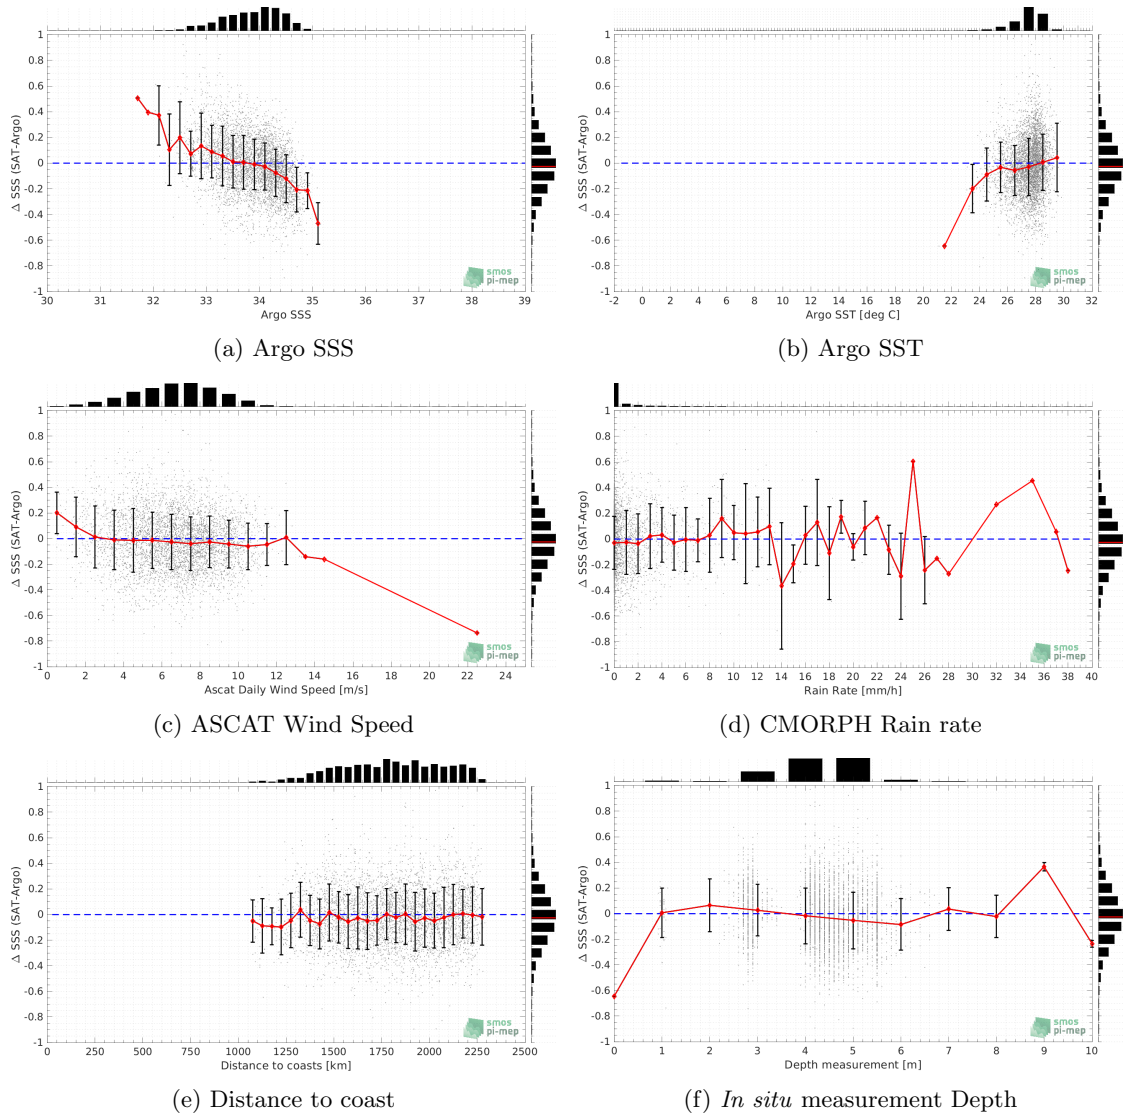 1
0.8
0.6
0.4
0.2
0
-0.2
-0.4
-0.6
-0.8
-1
Δ SSS (SAT-Argo)
30 31 32 33 34 35 36 37 38 39
Argo SSS
smos
pi-mep
(a) Argo SSS
1
0.8
0.6
0.4
0.2
0
-0.2
-0.4
-0.6
-0.8
-1
Δ SSS (SAT-Argo)
-2 0 2 4 6 8 10 12 14 16 18 20 22 24 26 28 30 32
Argo SST [deg C]
smos
pi-mep
(b) Argo SST
1
0.8
0.6
0.4
0.2
0
-0.2
-0.4
-0.6
-0.8
-1
Δ SSS (SAT-Argo)
0 2 4 6 8 10 12 14 16 18 20 22 24
Ascat Daily Wind Speed [m/s]
smos
pi-mep
(c) ASCAT Wind Speed
1
0.8
0.6
0.4
0.2
0
-0.2
-0.4
-0.6
-0.8
-1
Δ SSS (SAT-Argo)
0 2 4 6 8 10 12 14 16 18 20 22 24 26 28 30 32 34 36 38 40
Rain Rate [mm/h]
smos
pi-mep
(d) CMORPH Rain rate
1
0.8
0.6
0.4
0.2
0
-0.2
-0.4
-0.6
-0.8
-1
Δ SSS (SAT-Argo)
0 250 500 750 1000 1250 1500 1750 2000 2250 2500
Distance to coasts [km]
smos
pi-mep
(e) Distance to coast
1
0.8
0.6
0.4
0.2
0
-0.2
-0.4
-0.6
-0.8
-1
Δ SSS (SAT-Argo)
0 1 2 3 4 5 6 7 8 9 10
Depth measurement [m]
smos
pi-mep
(f) In situ measurement Depth